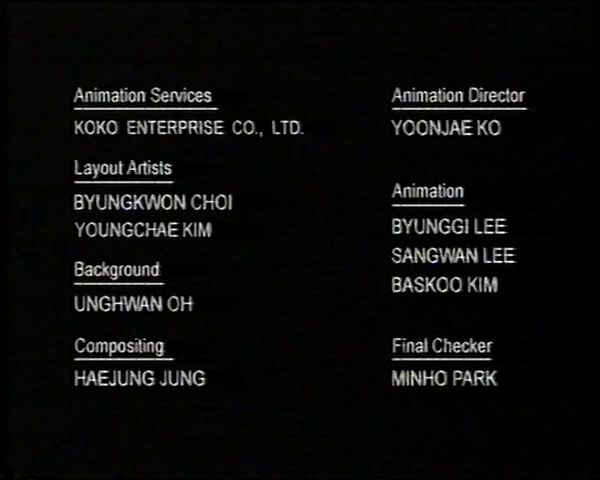 Animation Services
KOKO ENTERPRISE CO., LTD.
Layout Artists
BYUNGKWON CHOI
YOUNGCHAE KIM
Background
UNGHWAN OH
Compositing
HAEJUNG JUNG
Animation Director
YOONJAE KO
Animation
BYUNGGI LEE
SANGWAN LEE
BASKOO KIM
Final Checker
MINHO PARK